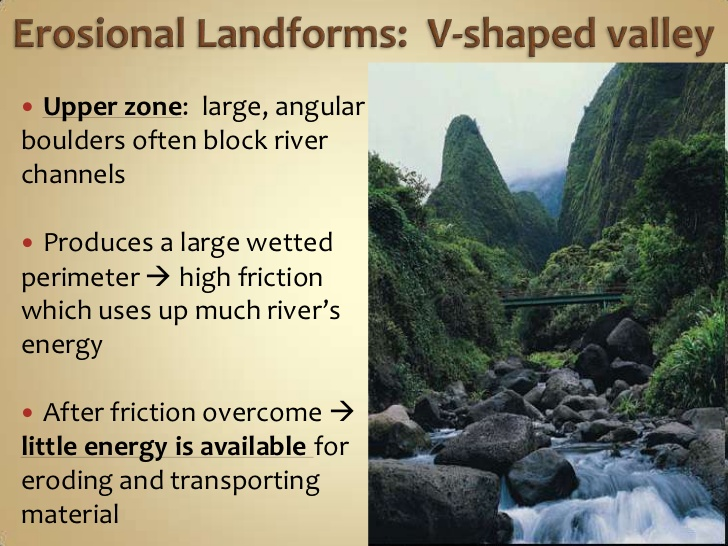 Erosional Landforms:  V-shaped valley
• Upper zone:  large, angular
boulders often block river
channels
• Produces a large wetted
perimeter → high friction
which uses up much river’s
energy
• After friction overcome →
little energy is available for
eroding and transporting
material